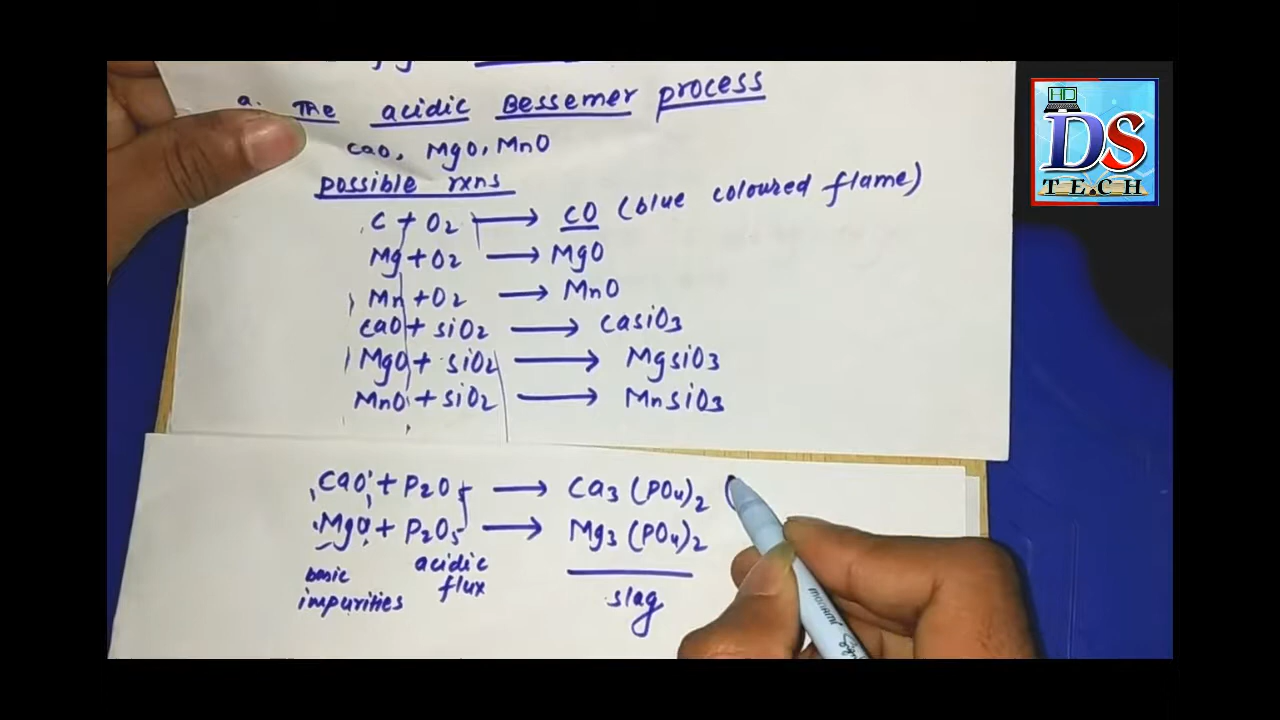 a. The acidic Bessemer process
CaO, MgO, MnO
possible rxns
C + O₂ → CO (blue coloured flame)
Mg + O₂ → MgO
Mn + O₂ → MnO
CaO + SiO₂ → CaSiO₃
MgO + SiO₂ → MgSiO₃
MnO + SiO₂ → MnSiO₃
CaO + P₂O₅ → Ca₃(PO₄)₂ (
MgO + P₂O₅ → Mg₃(PO₄)₂
basic impurities
acidic flux
slag
HD
DS
TE.CH